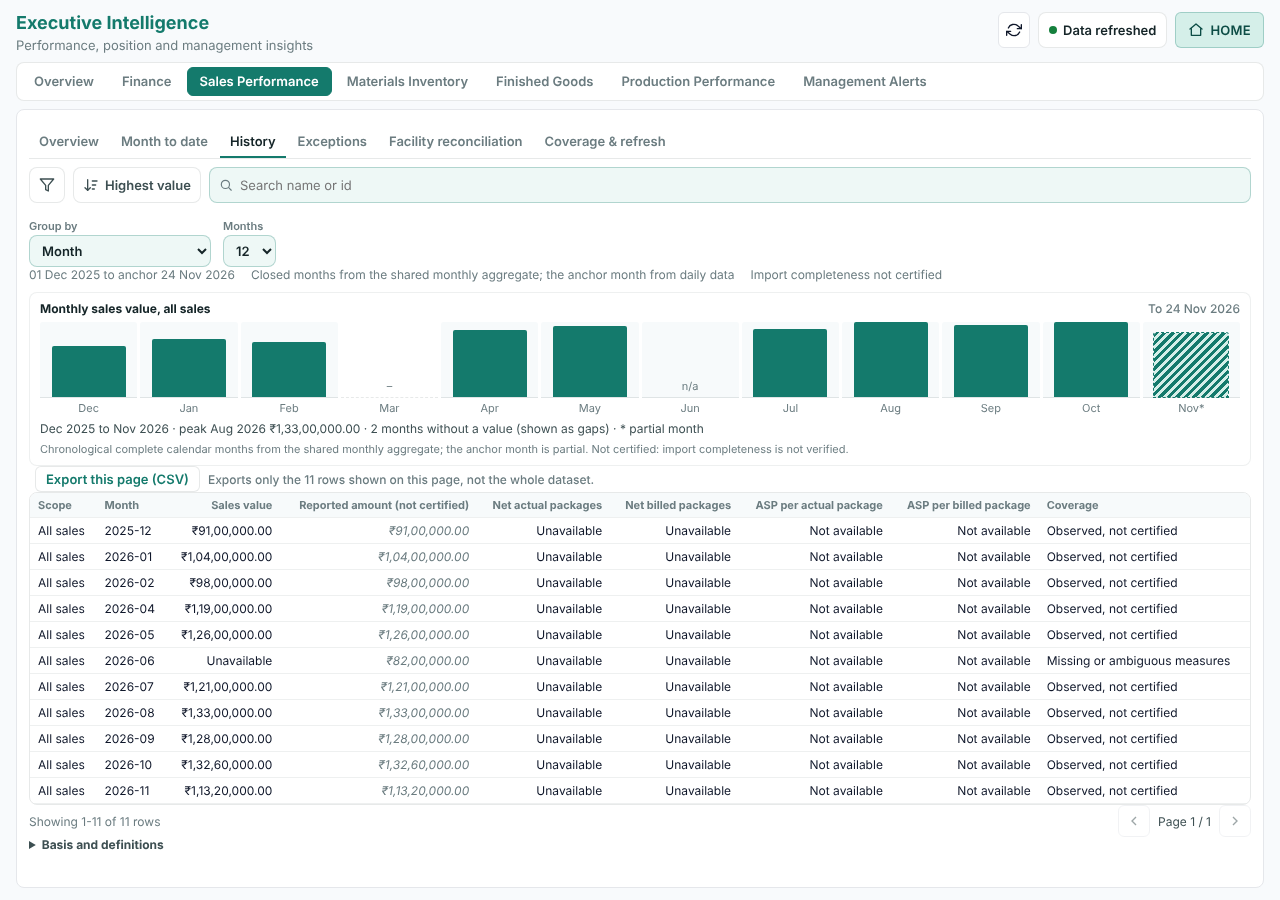 Executive Intelligence
Performance, position and management insights
Data refreshed
HOME
Overview Finance Sales Performance Materials Inventory Finished Goods Production Performance Management Alerts
Overview Month to date History Exceptions Facility reconciliation Coverage & refresh
Highest value Search name or id
Group by Months
Month 12
01 Dec 2025 to anchor 24 Nov 2026 Closed months from the shared monthly aggregate; the anchor month from daily data Import completeness not certified
Monthly sales value, all sales To 24 Nov 2026
– n/a
Dec Jan Feb Mar Apr May Jun Jul Aug Sep Oct Nov*
Dec 2025 to Nov 2026 · peak Aug 2026 ₹1,33,00,000.00 · 2 months without a value (shown as gaps) · * partial month
Chronological complete calendar months from the shared monthly aggregate; the anchor month is partial. Not certified: import completeness is not verified.
Export this page (CSV) Exports only the 11 rows shown on this page, not the whole dataset.
Scope Month Sales value Reported amount (not certified) Net actual packages Net billed packages ASP per actual package ASP per billed package Coverage
All sales 2025-12 ₹91,00,000.00 ₹91,00,000.00 Unavailable Unavailable Not available Not available Observed, not certified
All sales 2026-01 ₹1,04,00,000.00 ₹1,04,00,000.00 Unavailable Unavailable Not available Not available Observed, not certified
All sales 2026-02 ₹98,00,000.00 ₹98,00,000.00 Unavailable Unavailable Not available Not available Observed, not certified
All sales 2026-04 ₹1,19,00,000.00 ₹1,19,00,000.00 Unavailable Unavailable Not available Not available Observed, not certified
All sales 2026-05 ₹1,26,00,000.00 ₹1,26,00,000.00 Unavailable Unavailable Not available Not available Observed, not certified
All sales 2026-06 Unavailable ₹82,00,000.00 Unavailable Unavailable Not available Not available Missing or ambiguous measures
All sales 2026-07 ₹1,21,00,000.00 ₹1,21,00,000.00 Unavailable Unavailable Not available Not available Observed, not certified
All sales 2026-08 ₹1,33,00,000.00 ₹1,33,00,000.00 Unavailable Unavailable Not available Not available Observed, not certified
All sales 2026-09 ₹1,28,00,000.00 ₹1,28,00,000.00 Unavailable Unavailable Not available Not available Observed, not certified
All sales 2026-10 ₹1,32,60,000.00 ₹1,32,60,000.00 Unavailable Unavailable Not available Not available Observed, not certified
All sales 2026-11 ₹1,13,20,000.00 ₹1,13,20,000.00 Unavailable Unavailable Not available Not available Observed, not certified
Showing 1-11 of 11 rows Page 1 / 1
Basis and definitions